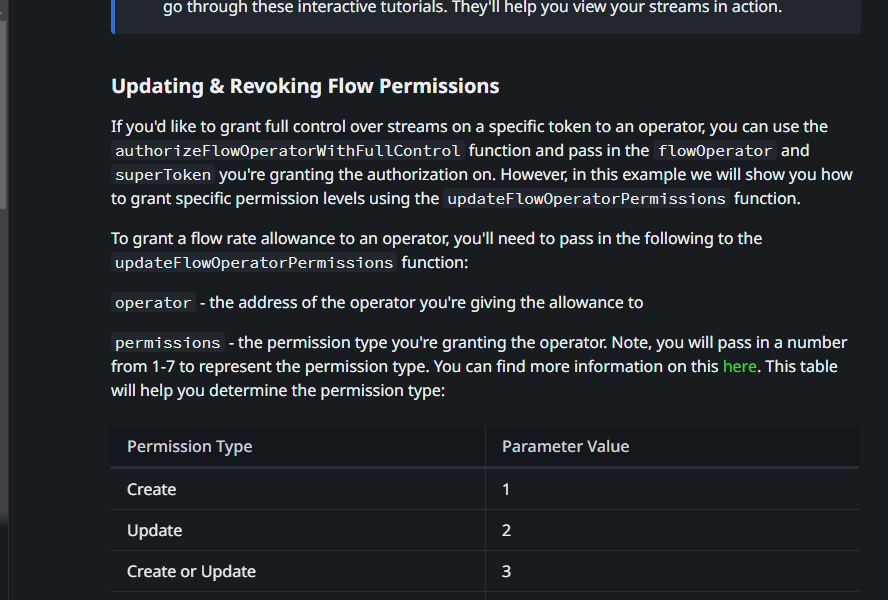 go through these interactive tutorials. They'll help you view your streams in action.
Updating & Revoking Flow Permissions
If you'd like to grant full control over streams on a specific token to an operator, you can use the
authorizeFlowOperatorWithFullControl function and pass in the flowOperator and
superToken you're granting the authorization on. However, in this example we will show you how
to grant specific permission levels using the updateFlowOperatorPermissions function.
To grant a flow rate allowance to an operator, you'll need to pass in the following to the
updateFlowOperatorPermissions function:
operator - the address of the operator you're giving the allowance to
permissions - the permission type you're granting the operator. Note, you will pass in a number
from 1-7 to represent the permission type. You can find more information on this here. This table
will help you determine the permission type:
Permission Type Parameter Value
Create 1
Update 2
Create or Update 3